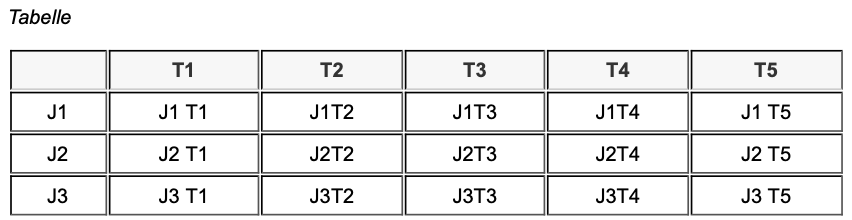 Tabelle
T1 T2 T3 T4 T5
J1 J1 T1 J1T2 J1T3 J1T4 J1 T5
J2 J2 T1 J2T2 J2T3 J2T4 J2 T5
J3 J3 T1 J3T2 J3T3 J3T4 J3 T5